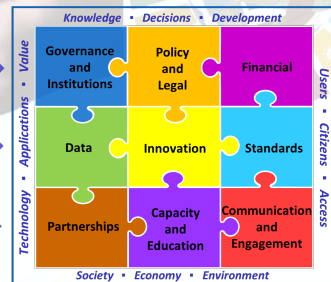 Knowledge ▪ Decisions ▪ Development
Governance
and
Institutions
Policy
and
Legal
Financial
Data
Innovation
Standards
Partnerships
Capacity
and
Education
Communication
and
Engagement
Technology ▪ Applications ▪ Value
Users ▪ Citizens ▪ Access
Society ▪ Economy ▪ Environment